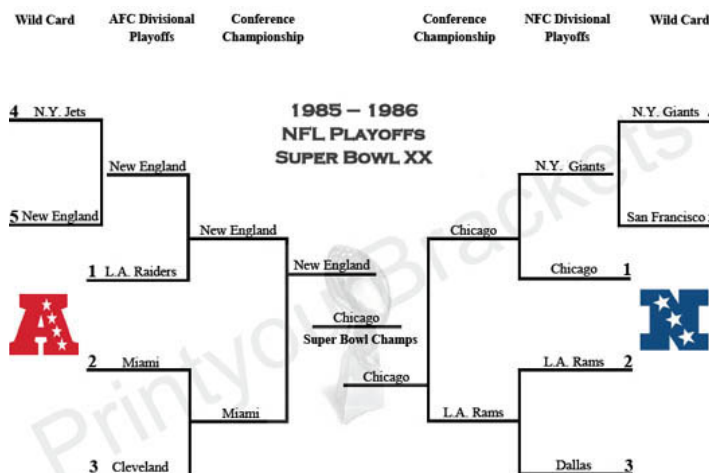 Wild Card
AFC Divisional
Playoffs
Conference
Championship
Conference
Championship
NFC Divisional
Playoffs
Wild Card
1985 – 1986
NFL Playoffs
Super Bowl XX
4 N.Y. Jets
New England
5 New England
New England
1 L.A. Raiders
New England
A
2 Miami
Miami
3 Cleveland
Chicago
Super Bowl Champs
Chicago
N.Y. Giants
N.Y. Giants
San Francisco
Chicago
Chicago 1
N
L.A. Rams 2
L.A. Rams
Dallas 3
PrintyourBrackets